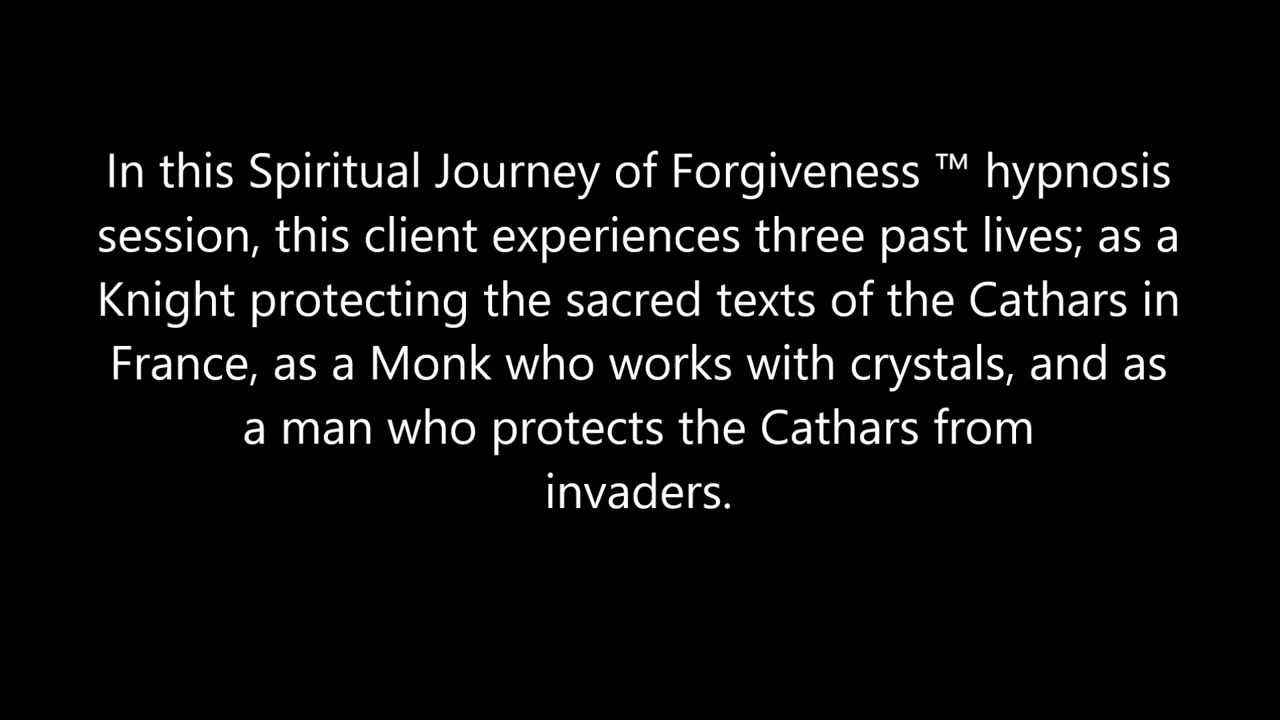 In this Spiritual Journey of Forgiveness ™ hypnosis
session, this client experiences three past lives; as a
Knight protecting the sacred texts of the Cathars in
France, as a Monk who works with crystals, and as
a man who protects the Cathars from
invaders.